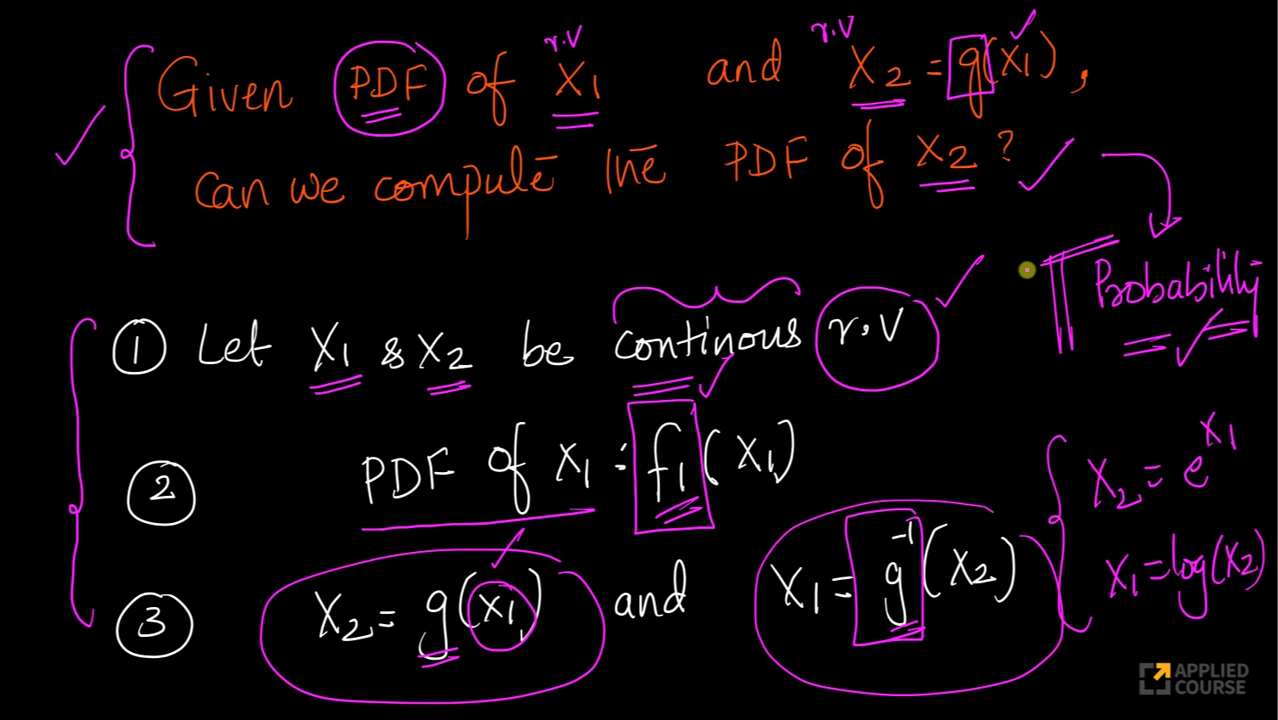 r.v r.v
Given PDF of X1 and X2 = g(X1),
can we compute the PDF of X2?
Probability
1 Let X1 & X2 be continous r.v
2 PDF of X1 : f1(X1)
X2 = e^X1
X1 = log(X2)
3 X2 = g(X1) and X1 = g^-1(X2)
APPLIED
COURSE